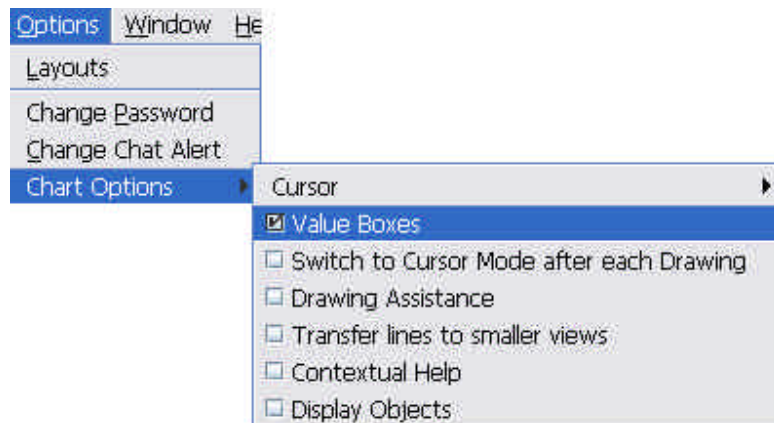 Options Window He
Layouts
Change Password
Change Chat Alert
Chart Options
Cursor
Value Boxes
Switch to Cursor Mode after each Drawing
Drawing Assistance
Transfer lines to smaller views
Contextual Help
Display Objects